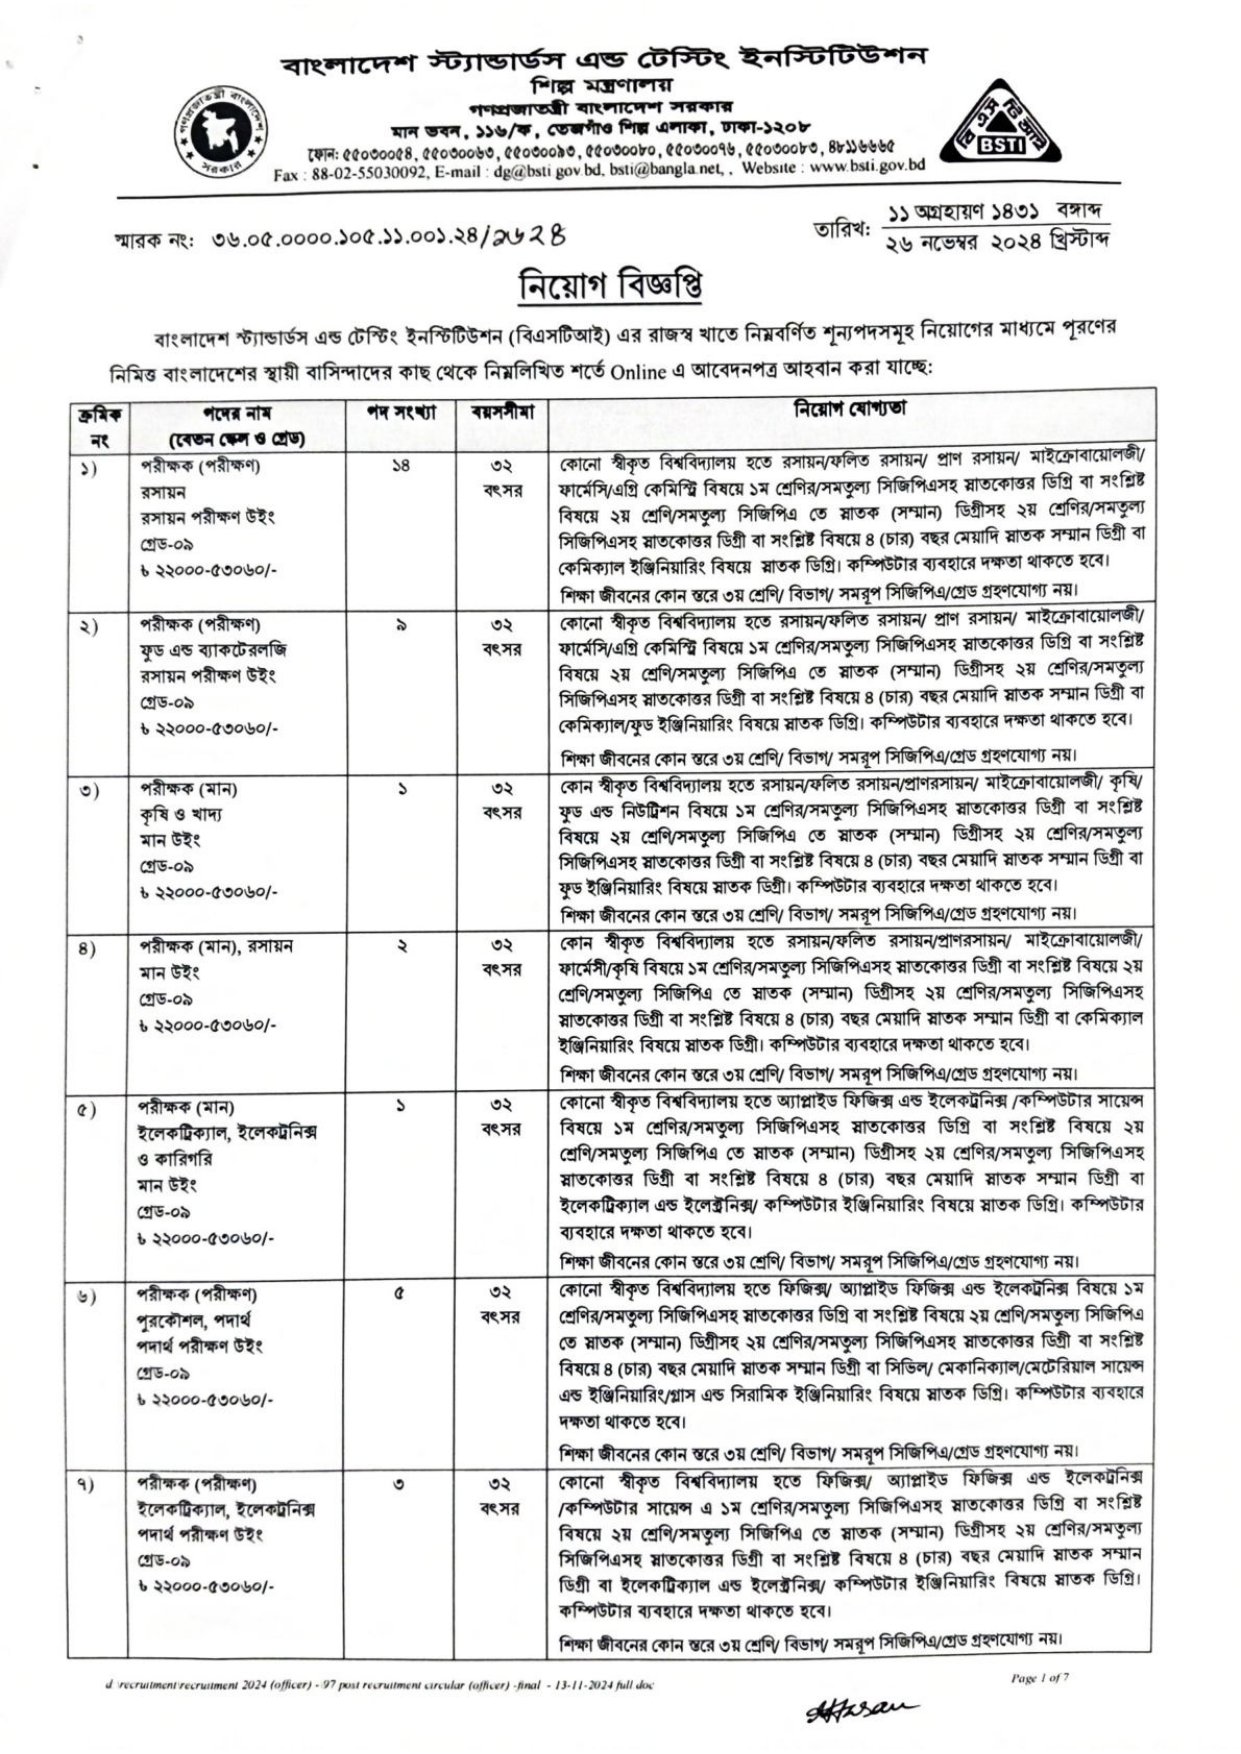 বাংলাদেশ স্ট্যান্ডার্ডস এন্ড টেস্টিং ইনস্টিটিউশন
শিল্প মন্ত্রণালয়
গণপ্রজাতন্ত্রী বাংলাদেশ সরকার
মান ভবন, ১১৬/ক, তেজগাঁও শিল্প এলাকা, ঢাকা-১২০৮
ফোন: ৫৫০৩০০৫৪, ৫৫০৩০০৬৩, ৫৫০৩০০৯৩, ৫৫০৩০০৮০, ৫৫০৩০০৭৬, ৫৫০৩০০৮৩, ৪৮১১৬৬৬৫
Fax : 88-02-55030092, E-mail : dg@bsti gov.bd, bsti@bangla.net, , Website : www.bsti.gov.bd
গণপ্রজাতন্ত্রী বাংলাদেশ
সরকার
বি এস টি আই
BSTI
স্মারক নং: ৩৬.০৫.০০০০.১০৫.১১.০০১.২৪/২৬২৪
তারিখ: ১১ অগ্রহায়ণ ১৪৩১ বঙ্গাব্দ
২৬ নভেম্বর ২০২৪ খ্রিস্টাব্দ
নিয়োগ বিজ্ঞপ্তি
বাংলাদেশ স্ট্যান্ডার্ডস এন্ড টেস্টিং ইনস্টিটিউশন (বিএসটিআই) এর রাজস্ব খাতে নিম্নবর্ণিত শূন্যপদসমূহ নিয়োগের মাধ্যমে পূরণের
নিমিত্ত বাংলাদেশের স্থায়ী বাসিন্দাদের কাছ থেকে নিম্নলিখিত শর্তে Online এ আবেদনপত্র আহবান করা যাচ্ছে:
ক্রমিক নং
পদের নাম
(বেতন স্কেল ও গ্রেড)
পদ সংখ্যা
বয়সসীমা
নিয়োগ যোগ্যতা
১)
পরীক্ষক (পরীক্ষণ)
রসায়ন
রসায়ন পরীক্ষণ উইং
গ্রেড-০৯
৳ ২২০০০-৫৩০৬০/-
১৪
৩২
বৎসর
কোনো স্বীকৃত বিশ্ববিদ্যালয় হতে রসায়ন/ফলিত রসায়ন/ প্রাণ রসায়ন/ মাইক্রোবায়োলজী/
ফার্মেসি/এগ্রি কেমিস্ট্রি বিষয়ে ১ম শ্রেণির/সমতুল্য সিজিপিএসহ স্নাতকোত্তর ডিগ্রি বা সংশ্লিষ্ট
বিষয়ে ২য় শ্রেণি/সমতুল্য সিজিপিএ তে স্নাতক (সম্মান) ডিগ্রীসহ ২য় শ্রেণির/সমতুল্য
সিজিপিএসহ স্নাতকোত্তর ডিগ্রী বা সংশ্লিষ্ট বিষয়ে ৪ (চার) বছর মেয়াদি স্নাতক সম্মান ডিগ্রী বা
কেমিক্যাল ইঞ্জিনিয়ারিং বিষয়ে স্নাতক ডিগ্রি। কম্পিউটার ব্যবহারে দক্ষতা থাকতে হবে।
শিক্ষা জীবনের কোন স্তরে ৩য় শ্রেণি/ বিভাগ/ সমরূপ সিজিপিএ/গ্রেড গ্রহণযোগ্য নয়।
২)
পরীক্ষক (পরীক্ষণ)
ফুড এন্ড ব্যাকটেরলজি
রসায়ন পরীক্ষণ উইং
গ্রেড-০৯
৳ ২২০০০-৫৩০৬০/-
৯
৩২
বৎসর
কোনো স্বীকৃত বিশ্ববিদ্যালয় হতে রসায়ন/ফলিত রসায়ন/ প্রাণ রসায়ন/ মাইক্রোবায়োলজী/
ফার্মেসি/এগ্রি কেমিস্ট্রি বিষয়ে ১ম শ্রেণির/সমতুল্য সিজিপিএসহ স্নাতকোত্তর ডিগ্রি বা সংশ্লিষ্ট
বিষয়ে ২য় শ্রেণি/সমতুল্য সিজিপিএ তে স্নাতক (সম্মান) ডিগ্রীসহ ২য় শ্রেণির/সমতুল্য
সিজিপিএসহ স্নাতকোত্তর ডিগ্রী বা সংশ্লিষ্ট বিষয়ে ৪ (চার) বছর মেয়াদি স্নাতক সম্মান ডিগ্রী বা
কেমিক্যাল/ফুড ইঞ্জিনিয়ারিং বিষয়ে স্নাতক ডিগ্রি। কম্পিউটার ব্যবহারে দক্ষতা থাকতে হবে।
শিক্ষা জীবনের কোন স্তরে ৩য় শ্রেণি/ বিভাগ/ সমরূপ সিজিপিএ/গ্রেড গ্রহণযোগ্য নয়।
৩)
পরীক্ষক (মান)
কৃষি ও খাদ্য
মান উইং
গ্রেড-০৯
৳ ২২০০০-৫৩০৬০/-
১
৩২
বৎসর
কোন স্বীকৃত বিশ্ববিদ্যালয় হতে রসায়ন/ফলিত রসায়ন/প্রাণরসায়ন/ মাইক্রোবায়োলজী/ কৃষি/
ফুড এন্ড নিউট্রিশন বিষয়ে ১ম শ্রেণির/সমতুল্য সিজিপিএসহ স্নাতকোত্তর ডিগ্রী বা সংশ্লিষ্ট
বিষয়ে ২য় শ্রেণি/সমতুল্য সিজিপিএ তে স্নাতক (সম্মান) ডিগ্রীসহ ২য় শ্রেণির/সমতুল্য
সিজিপিএসহ স্নাতকোত্তর ডিগ্রী বা সংশ্লিষ্ট বিষয়ে ৪ (চার) বছর মেয়াদি স্নাতক সম্মান ডিগ্রী বা
ফুড ইঞ্জিনিয়ারিং বিষয়ে স্নাতক ডিগ্রী। কম্পিউটার ব্যবহারে দক্ষতা থাকতে হবে।
শিক্ষা জীবনের কোন স্তরে ৩য় শ্রেণি/ বিভাগ/ সমরূপ সিজিপিএ/গ্রেড গ্রহণযোগ্য নয়।
৪)
পরীক্ষক (মান), রসায়ন
মান উইং
গ্রেড-০৯
৳ ২২০০০-৫৩০৬০/-
২
৩২
বৎসর
কোন স্বীকৃত বিশ্ববিদ্যালয় হতে রসায়ন/ফলিত রসায়ন/প্রাণরসায়ন/ মাইক্রোবায়োলজী/
ফার্মেসী/কৃষি বিষয়ে ১ম শ্রেণির/সমতুল্য সিজিপিএসহ স্নাতকোত্তর ডিগ্রী বা সংশ্লিষ্ট বিষয়ে ২য়
শ্রেণি/সমতুল্য সিজিপিএ তে স্নাতক (সম্মান) ডিগ্রীসহ ২য় শ্রেণির/সমতুল্য সিজিপিএসহ
স্নাতকোত্তর ডিগ্রী বা সংশ্লিষ্ট বিষয়ে ৪ (চার) বছর মেয়াদি স্নাতক সম্মান ডিগ্রী বা কেমিক্যাল
ইঞ্জিনিয়ারিং বিষয়ে স্নাতক ডিগ্রী। কম্পিউটার ব্যবহারে দক্ষতা থাকতে হবে।
শিক্ষা জীবনের কোন স্তরে ৩য় শ্রেণি/ বিভাগ/ সমরূপ সিজিপিএ/গ্রেড গ্রহণযোগ্য নয়।
৫)
পরীক্ষক (মান)
ইলেকট্রিক্যাল, ইলেকট্রনিক্স
ও কারিগরি
মান উইং
গ্রেড-০৯
৳ ২২০০০-৫৩০৬০/-
১
৩২
বৎসর
কোনো স্বীকৃত বিশ্ববিদ্যালয় হতে অ্যাপ্লাইড ফিজিক্স এন্ড ইলেকট্রনিক্স /কম্পিউটার সায়েন্স
বিষয়ে ১ম শ্রেণির/সমতুল্য সিজিপিএসহ স্নাতকোত্তর ডিগ্রি বা সংশ্লিষ্ট বিষয়ে ২য়
শ্রেণি/সমতুল্য সিজিপিএ তে স্নাতক (সম্মান) ডিগ্রীসহ ২য় শ্রেণির/সমতুল্য সিজিপিএসহ
স্নাতকোত্তর ডিগ্রী বা সংশ্লিষ্ট বিষয়ে ৪ (চার) বছর মেয়াদি স্নাতক সম্মান ডিগ্রী বা
ইলেকট্রিক্যাল এন্ড ইলেক্ট্রনিক্স/ কম্পিউটার ইঞ্জিনিয়ারিং বিষয়ে স্নাতক ডিগ্রি। কম্পিউটার
ব্যবহারে দক্ষতা থাকতে হবে।
শিক্ষা জীবনের কোন স্তরে ৩য় শ্রেণি/ বিভাগ/ সমরূপ সিজিপিএ/গ্রেড গ্রহণযোগ্য নয়।
৬)
পরীক্ষক (পরীক্ষণ)
পুরকৌশল, পদার্থ
পদার্থ পরীক্ষণ উইং
গ্রেড-০৯
৳ ২২০০০-৫৩০৬০/-
৫
৩২
বৎসর
কোনো স্বীকৃত বিশ্ববিদ্যালয় হতে ফিজিক্স/ অ্যাপ্লাইড ফিজিক্স এন্ড ইলেকট্রনিক্স বিষয়ে ১ম
শ্রেণির/সমতুল্য সিজিপিএসহ স্নাতকোত্তর ডিগ্রি বা সংশ্লিষ্ট বিষয়ে ২য় শ্রেণি/সমতুল্য সিজিপিএ
তে স্নাতক (সম্মান) ডিগ্রীসহ ২য় শ্রেণির/সমতুল্য সিজিপিএসহ স্নাতকোত্তর ডিগ্রী বা সংশ্লিষ্ট
বিষয়ে ৪ (চার) বছর মেয়াদি স্নাতক সম্মান ডিগ্রী বা সিভিল/ মেকানিক্যাল/মেটেরিয়াল সায়েন্স
এন্ড ইঞ্জিনিয়ারিং/গ্লাস এন্ড সিরামিক ইঞ্জিনিয়ারিং বিষয়ে স্নাতক ডিগ্রি। কম্পিউটার ব্যবহারে
দক্ষতা থাকতে হবে।
শিক্ষা জীবনের কোন স্তরে ৩য় শ্রেণি/ বিভাগ/ সমরূপ সিজিপিএ/গ্রেড গ্রহণযোগ্য নয়।
৭)
পরীক্ষক (পরীক্ষণ)
ইলেকট্রিক্যাল, ইলেকট্রনিক্স
পদার্থ পরীক্ষণ উইং
গ্রেড-০৯
৳ ২২০০০-৫৩০৬০/-
৩
৩২
বৎসর
কোনো স্বীকৃত বিশ্ববিদ্যালয় হতে ফিজিক্স/ অ্যাপ্লাইড ফিজিক্স এন্ড ইলেকট্রনিক্স
/কম্পিউটার সায়েন্স এ ১ম শ্রেণির/সমতুল্য সিজিপিএসহ স্নাতকোত্তর ডিগ্রি বা সংশ্লিষ্ট
বিষয়ে ২য় শ্রেণি/সমতুল্য সিজিপিএ তে স্নাতক (সম্মান) ডিগ্রীসহ ২য় শ্রেণির/সমতুল্য
সিজিপিএসহ স্নাতকোত্তর ডিগ্রী বা সংশ্লিষ্ট বিষয়ে ৪ (চার) বছর মেয়াদি স্নাতক সম্মান
ডিগ্রী বা ইলেকট্রিক্যাল এন্ড ইলেক্ট্রনিক্স/ কম্পিউটার ইঞ্জিনিয়ারিং বিষয়ে স্নাতক ডিগ্রি।
কম্পিউটার ব্যবহারে দক্ষতা থাকতে হবে।
শিক্ষা জীবনের কোন স্তরে ৩য় শ্রেণি/ বিভাগ/ সমরূপ সিজিপিএ/গ্রেড গ্রহণযোগ্য নয়।
d \recruitment\recruitment 2024 (officer) - 97 post recruitment circular (officer) -final - 13-11-2024 full doc
Page 1 of 7